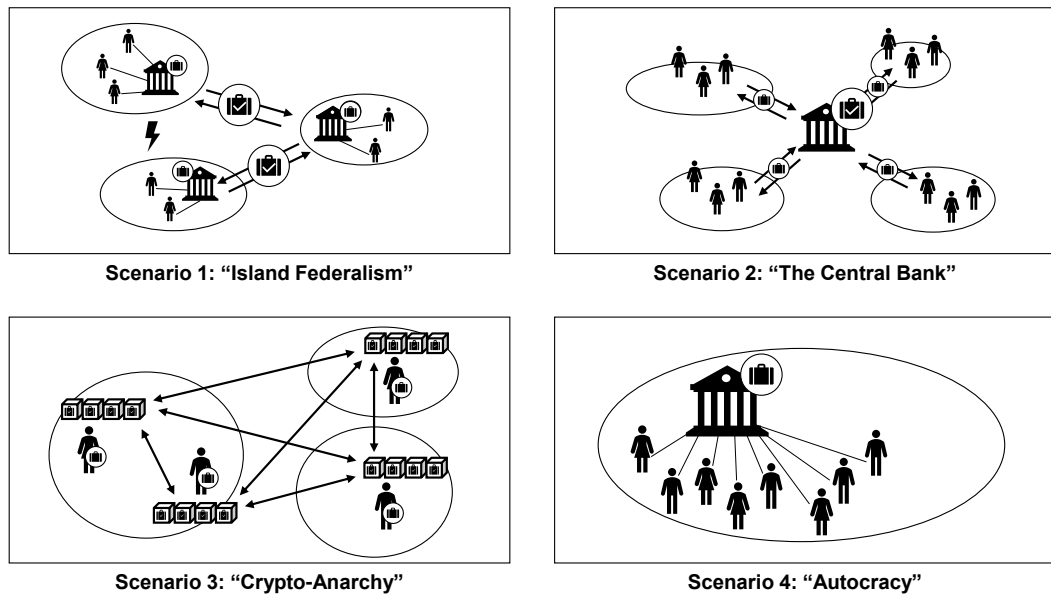 Scenario 1: “Island Federalism”
Scenario 2: “The Central Bank”
Scenario 3: “Crypto-Anarchy”
Scenario 4: “Autocracy”